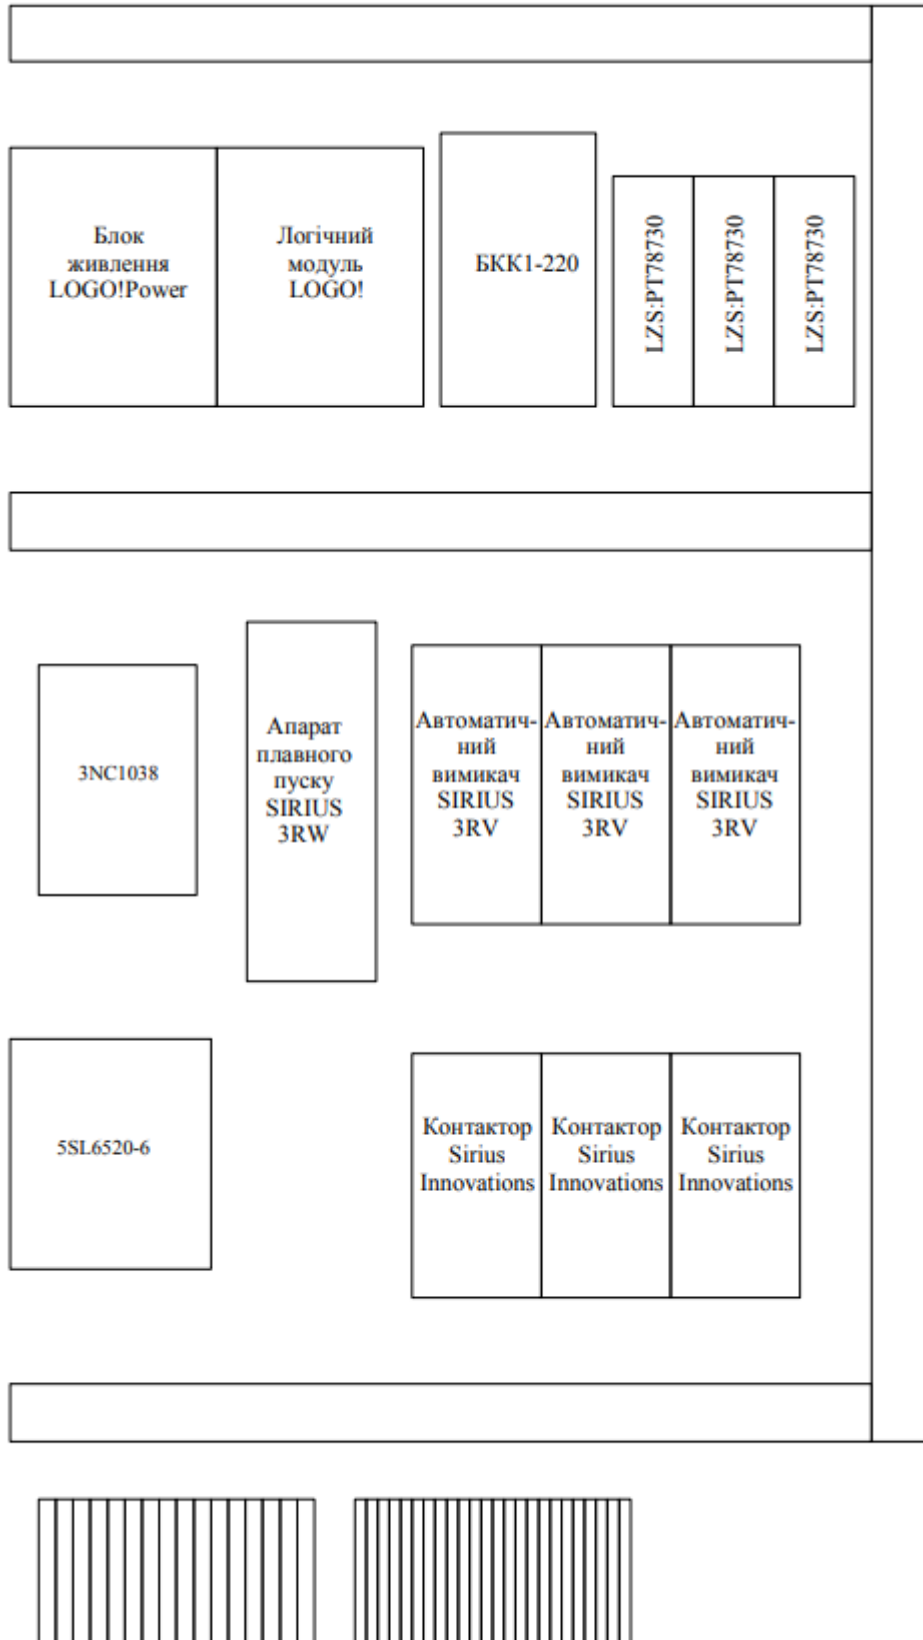 Блок
живлення
LOGO!Power
Логічний
модуль
LOGO!
БКК1-220
LZS:PT78730
LZS:PT78730
LZS:PT78730
3NC1038
Апарат
плавного
пуску
SIRIUS
3RW
Автоматич-
ний
вимикач
SIRIUS
3RV
Автоматич-
ний
вимикач
SIRIUS
3RV
Автоматич-
ний
вимикач
SIRIUS
3RV
5SL6520-6
Контактор
Sirius
Innovations
Контактор
Sirius
Innovations
Контактор
Sirius
Innovations